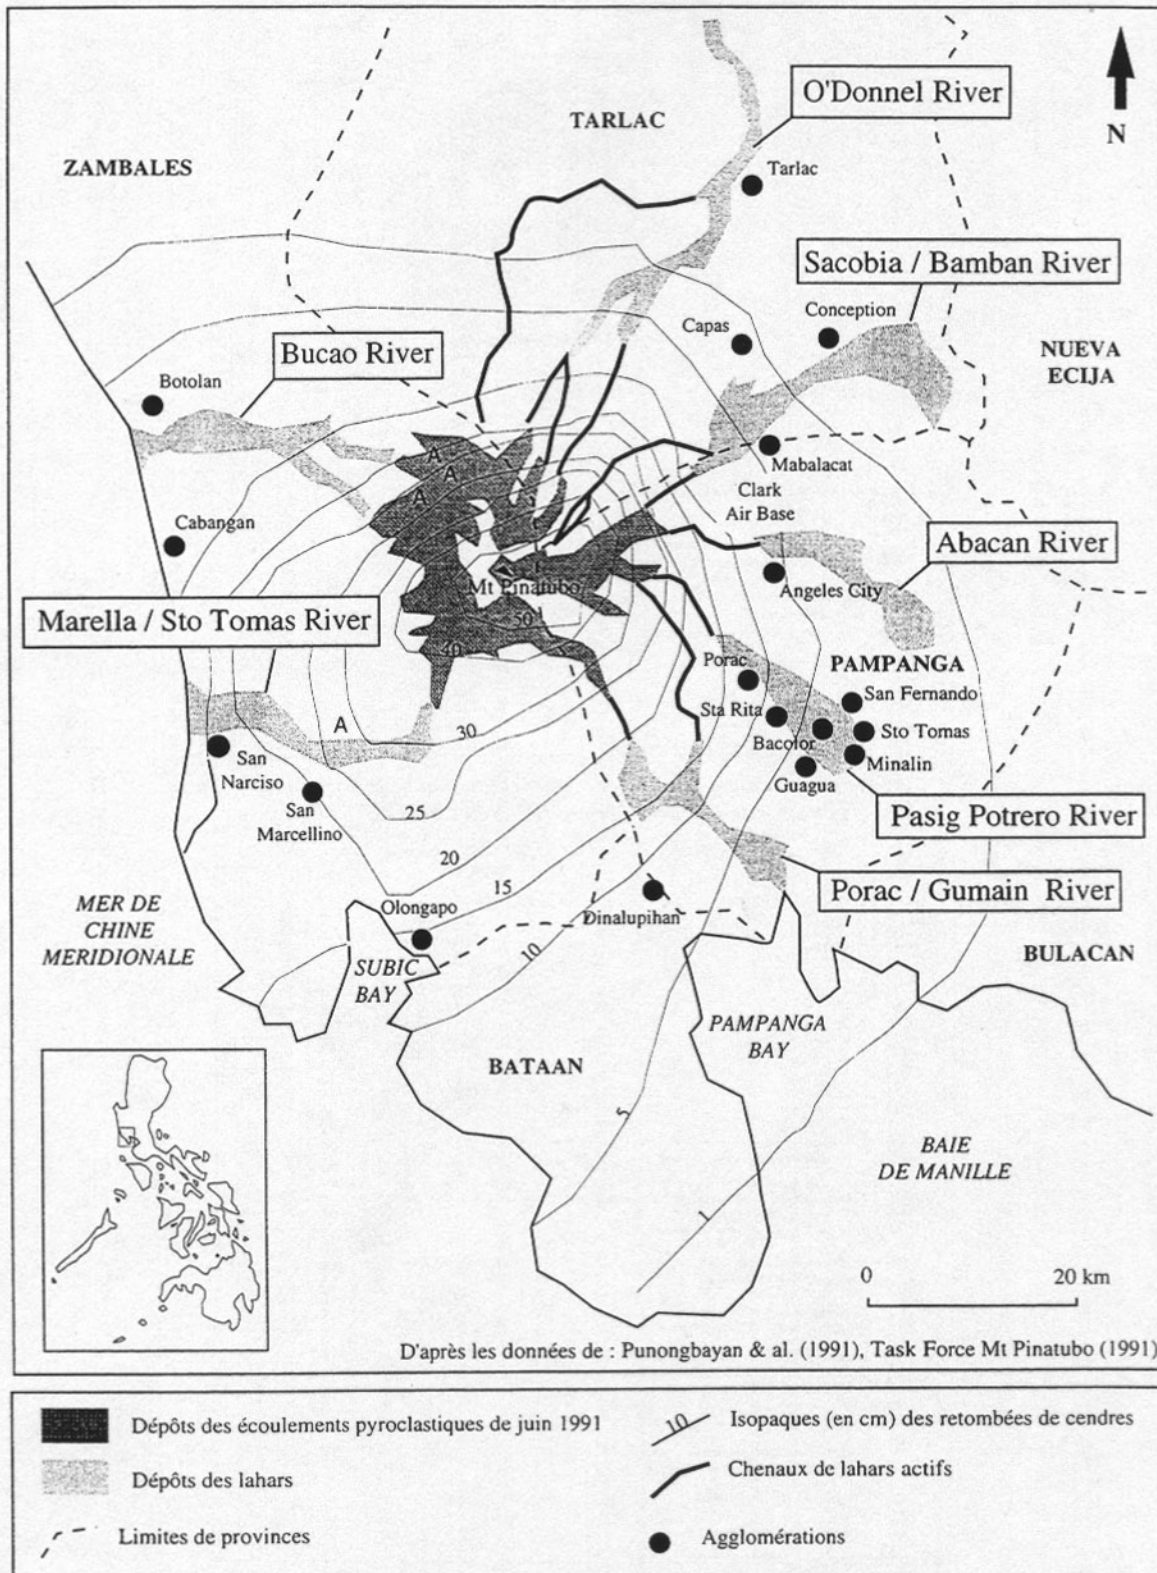 O'Donnel River
N
TARLAC
ZAMBALES
Tarlac
Sacobia / Bamban River
Conception
Capas
NUEVA
ECIJA
Bucao River
Botolan
A
A
A
Mabalacat
Clark
Air Base
Cabangan
Abacan River
Mt Pinatubo
Angeles City
Marella / Sto Tomas River
50
40
Porac
PAMPANGA
San Fernando
Sta Rita
A
30
Bacolor
Sto Tomas
San
Narciso
Minalin
Guagua
San
Marcellino
25
Pasig Potrero River
20
15
Porac / Gumain River
MER DE
CHINE
MERIDIONALE
Olongapo
Dinalupihan
10
SUBIC
BAY
BULACAN
PAMPANGA
BAY
BATAAN
5
BAIE
DE MANILLE
1
0 20 km
D'après les données de : Punongbayan & al. (1991), Task Force Mt Pinatubo (1991)
Dépôts des écoulements pyroclastiques de juin 1991
10 Isopaques (en cm) des retombées de cendres
Dépôts des lahars
Chenaux de lahars actifs
Limites de provinces
Agglomérations